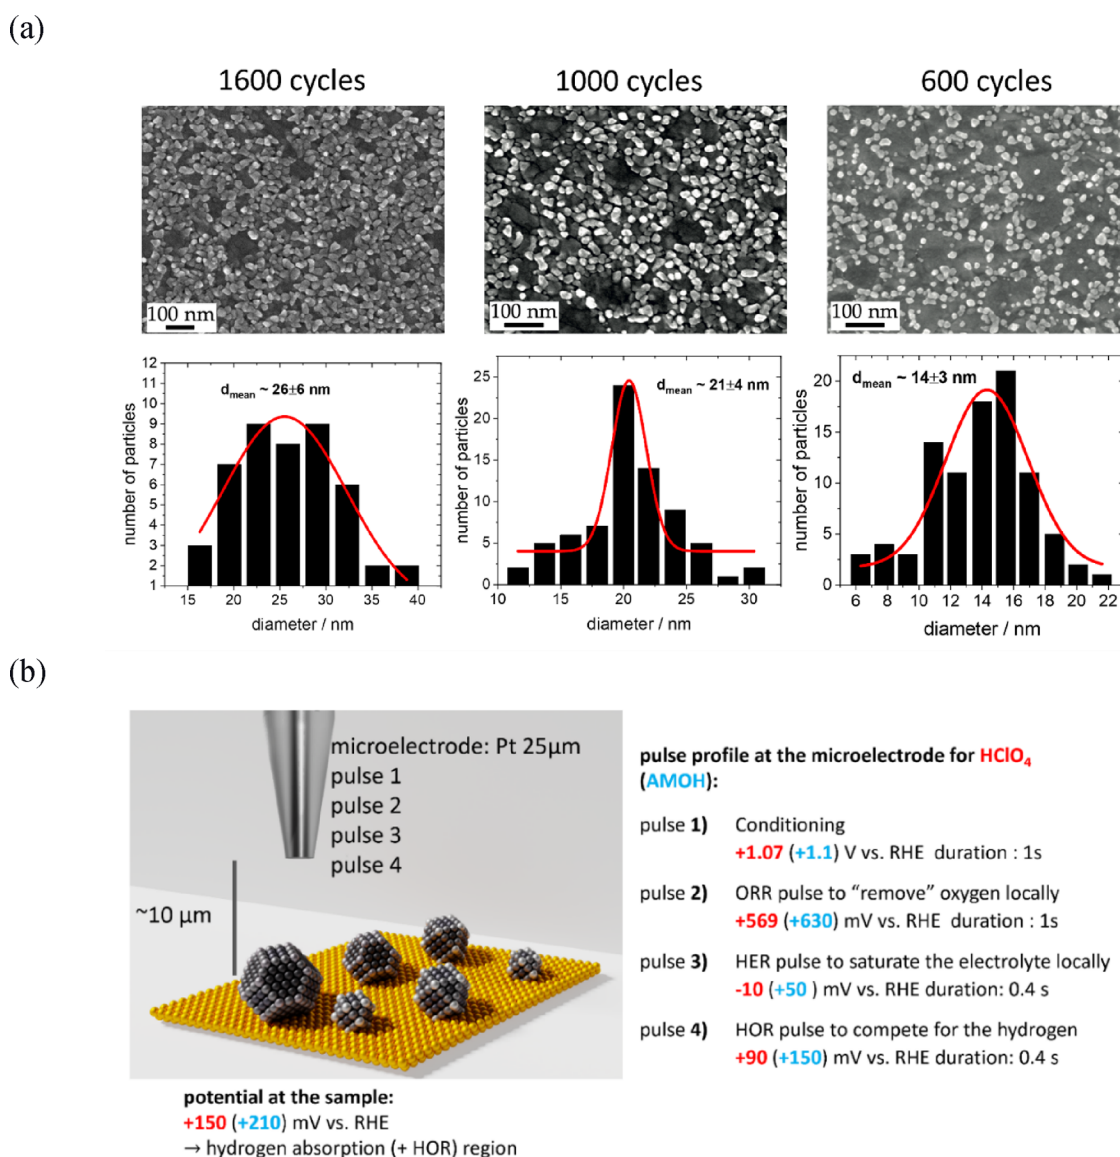 (a)
1600 cycles
1000 cycles
600 cycles
100 nm
100 nm
100 nm
12
11
10
9
8
7
6
5
4
3
2
1
number of particles
d_mean ~ 26±6 nm
15 20 25 30 35 40
diameter / nm
25
20
15
10
5
0
number of particles
d_mean ~ 21±4 nm
10 15 20 25 30
diameter / nm
20
15
10
5
0
number of particles
d_mean ~ 14±3 nm
6 8 10 12 14 16 18 20 22
diameter / nm
(b)
microelectrode: Pt 25µm
pulse 1
pulse 2
pulse 3
pulse 4
~10 µm
potential at the sample:
+150 (+210) mV vs. RHE
→ hydrogen absorption (+ HOR) region
pulse profile at the microelectrode for HClO₄
(AMOH):
pulse 1) Conditioning
+1.07 (+1.1) V vs. RHE duration : 1s
pulse 2) ORR pulse to “remove” oxygen locally
+569 (+630) mV vs. RHE duration : 1s
pulse 3) HER pulse to saturate the electrolyte locally
-10 (+50 ) mV vs. RHE duration: 0.4 s
pulse 4) HOR pulse to compete for the hydrogen
+90 (+150) mV vs. RHE duration: 0.4 s